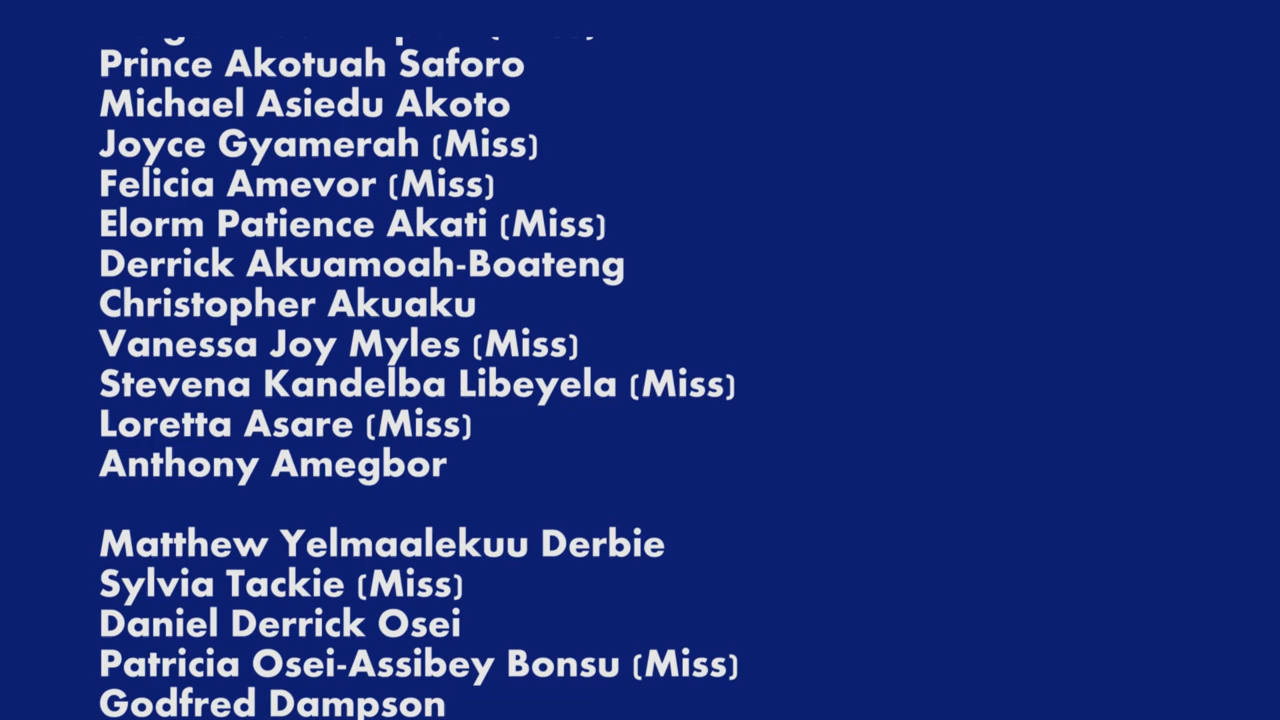 Prince Akotuah Saforo
Michael Asiedu Akoto
Joyce Gyamerah (Miss)
Felicia Amevor (Miss)
Elorm Patience Akati (Miss)
Derrick Akuamoah-Boateng
Christopher Akuaku
Vanessa Joy Myles (Miss)
Stevena Kandelba Libeyela (Miss)
Loretta Asare (Miss)
Anthony Amegbor
Matthew Yelmaalekuu Derbie
Sylvia Tackie (Miss)
Daniel Derrick Osei
Patricia Osei-Assibey Bonsu (Miss)
Godfred Dampson